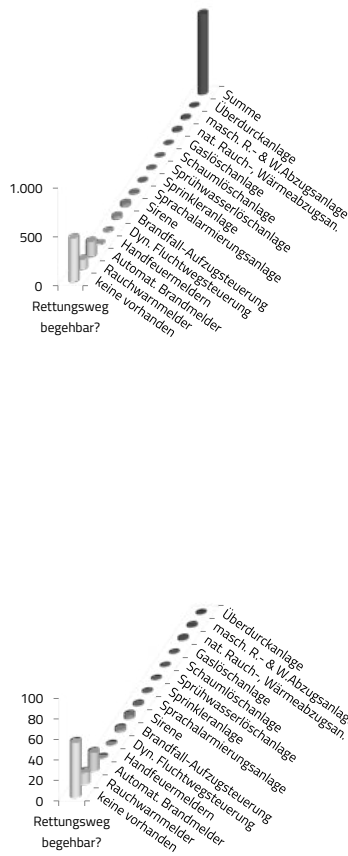 Summe
Überdurckanlage
masch. R.- & W.Abzugsanlage
nat. Rauch-, Wärmeabzugsan.
Gaslöschanlage
Schaumlöschanlage
Sprühwasserlöschanlage
Sprinkleranlage
Sprachalarmierungsanlage
Sirene
Brandfall-Aufzugsteuerung
Dyn. Fluchtwegsteuerung
Handfeuermeldern
Automat. Brandmelder
Rauchwarnmelder
keine vorhanden
1.000
500
0
Rettungsweg
begehbar?
Überdurckanlage
masch. R.- & W.Abzugsanlag
nat. Rauch-, Wärmeabzugsan.
Gaslöschanlage
Schaumlöschanlage
Sprühwasserlöschanlage
Sprinkleranlage
Sprachalarmierungsanlage
Sirene
Brandfall-Aufzugsteuerung
Dyn. Fluchtwegsteuerung
Handfeuermeldern
Automat. Brandmelder
Rauchwarnmelder
keine vorhanden
100
80
60
40
20
0
Rettungsweg
begehbar?